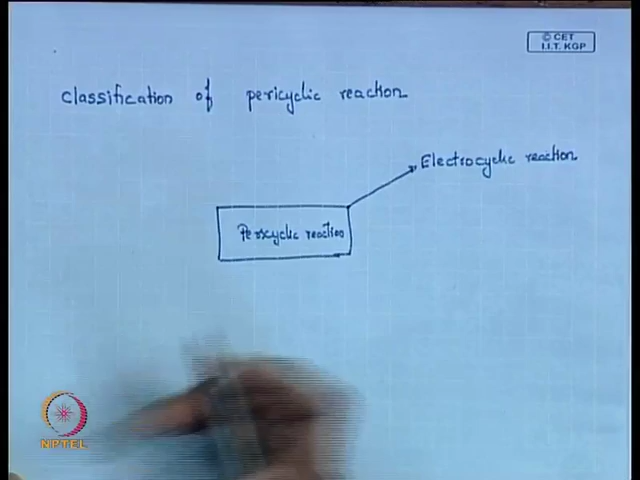 © CET
I.I.T. KGP
classification of pericyclic reaction
Electrocyclic reaction
Pericyclic reaction
NPTEL